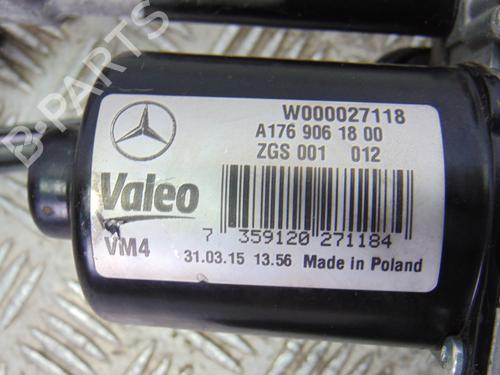 B-PARTS
W000027118
A176 906 18 00
ZGS 001 012
Valeo
7 359120 271184
VM4
31.03.15 13.56 Made in Poland